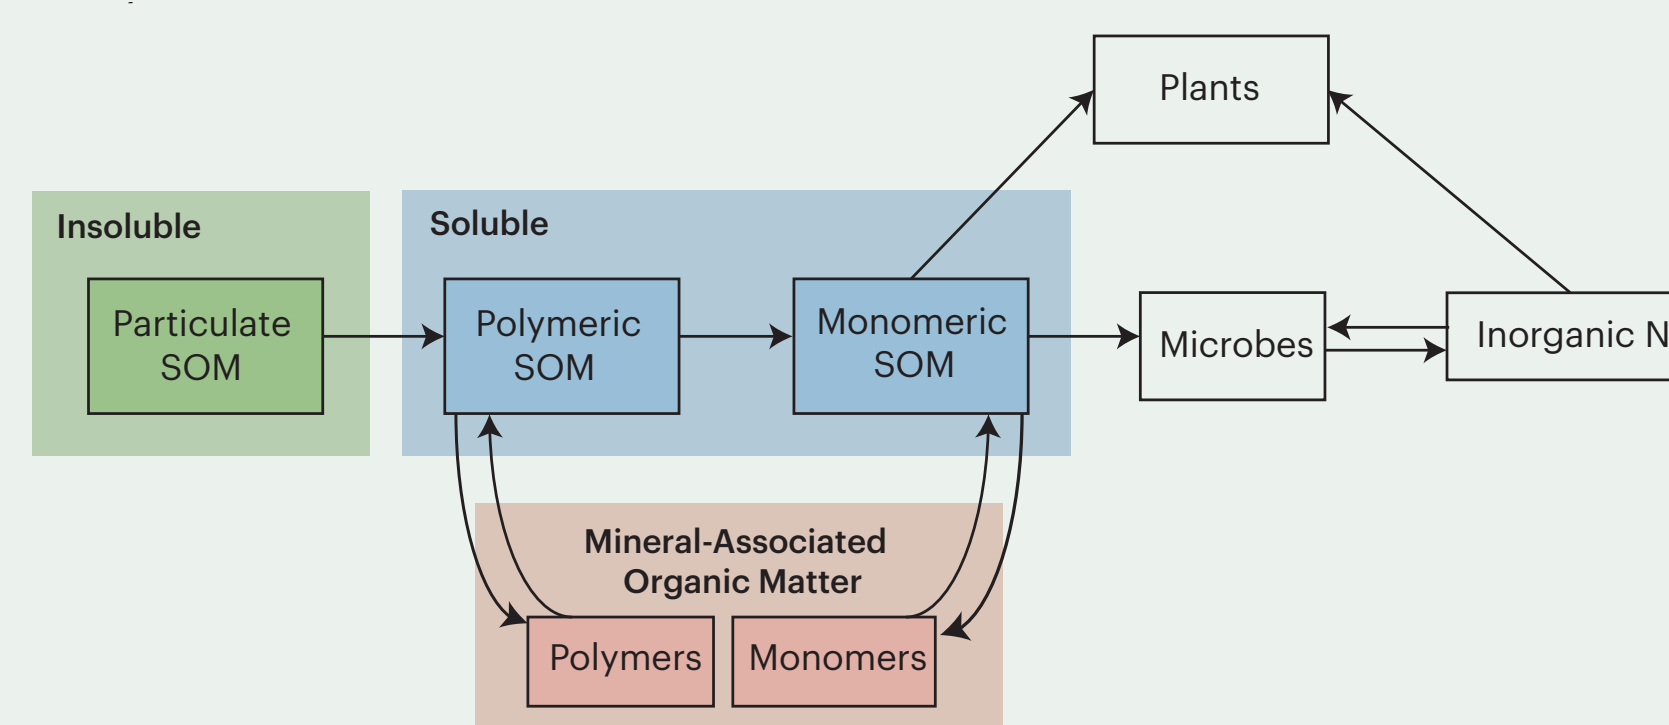 Plants
Insoluble
Soluble
Particulate
SOM
Polymeric
SOM
Monomeric
SOM
Microbes
Inorganic N
Mineral-Associated
Organic Matter
Polymers
Monomers